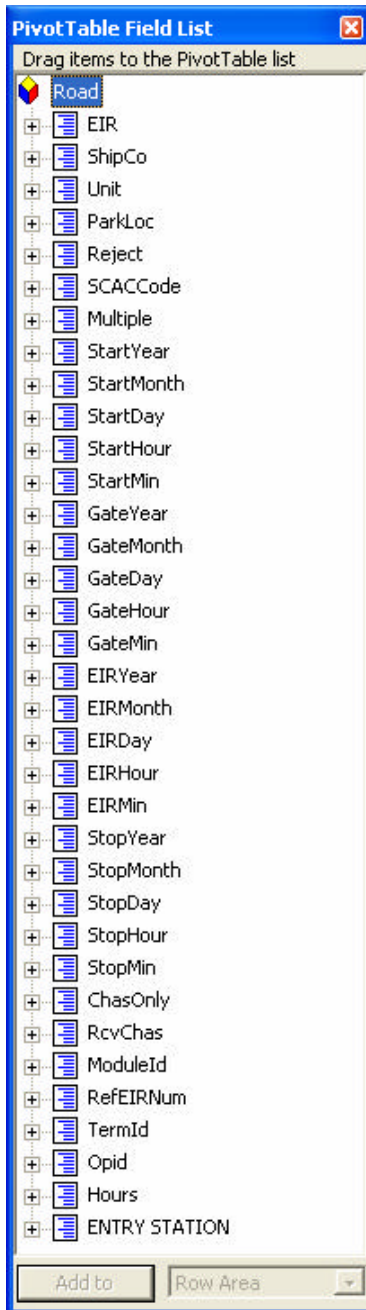 PivotTable Field List
Drag items to the PivotTable list
Road
EIR
ShipCo
Unit
ParkLoc
Reject
SCACCode
Multiple
StartYear
StartMonth
StartDay
StartHour
StartMin
GateYear
GateMonth
GateDay
GateHour
GateMin
EIRYear
EIRMonth
EIRDay
EIRHour
EIRMin
StopYear
StopMonth
StopDay
StopHour
StopMin
ChasOnly
RcvChas
ModuleId
RefEIRNum
TermId
Opid
Hours
ENTRY STATION
Add to Row Area